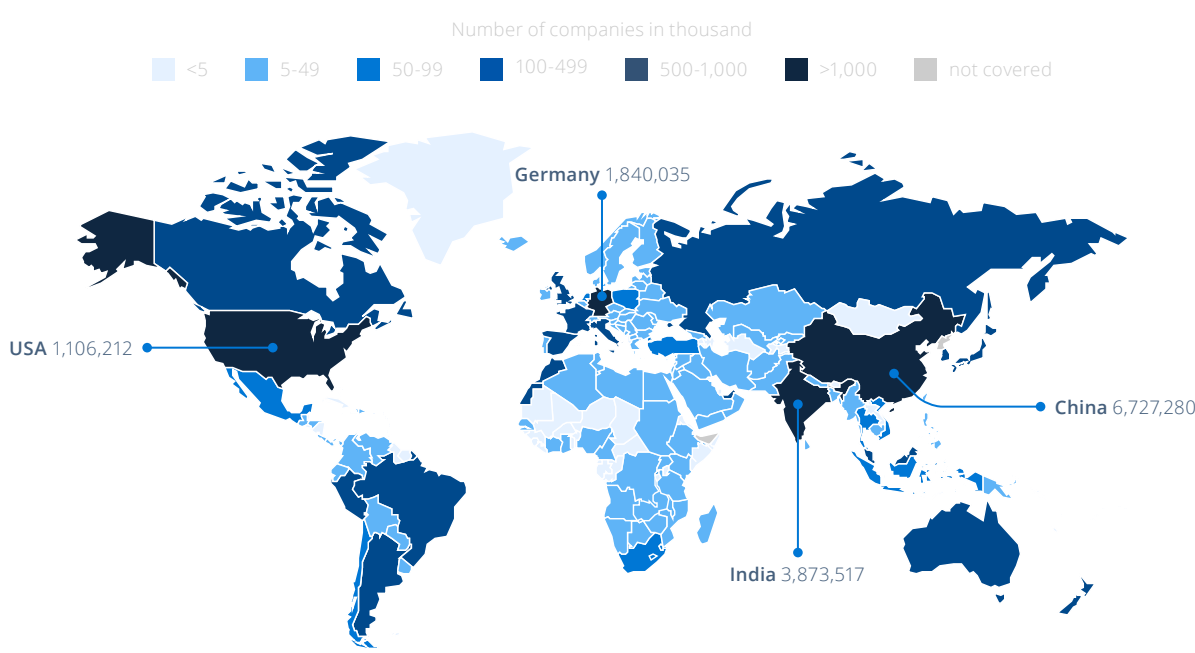 Number of companies in thousand
<5 5-49 50-99 100-499 500-1,000 >1,000 not covered
Germany 1,840,035
USA 1,106,212
China 6,727,280
India 3,873,517